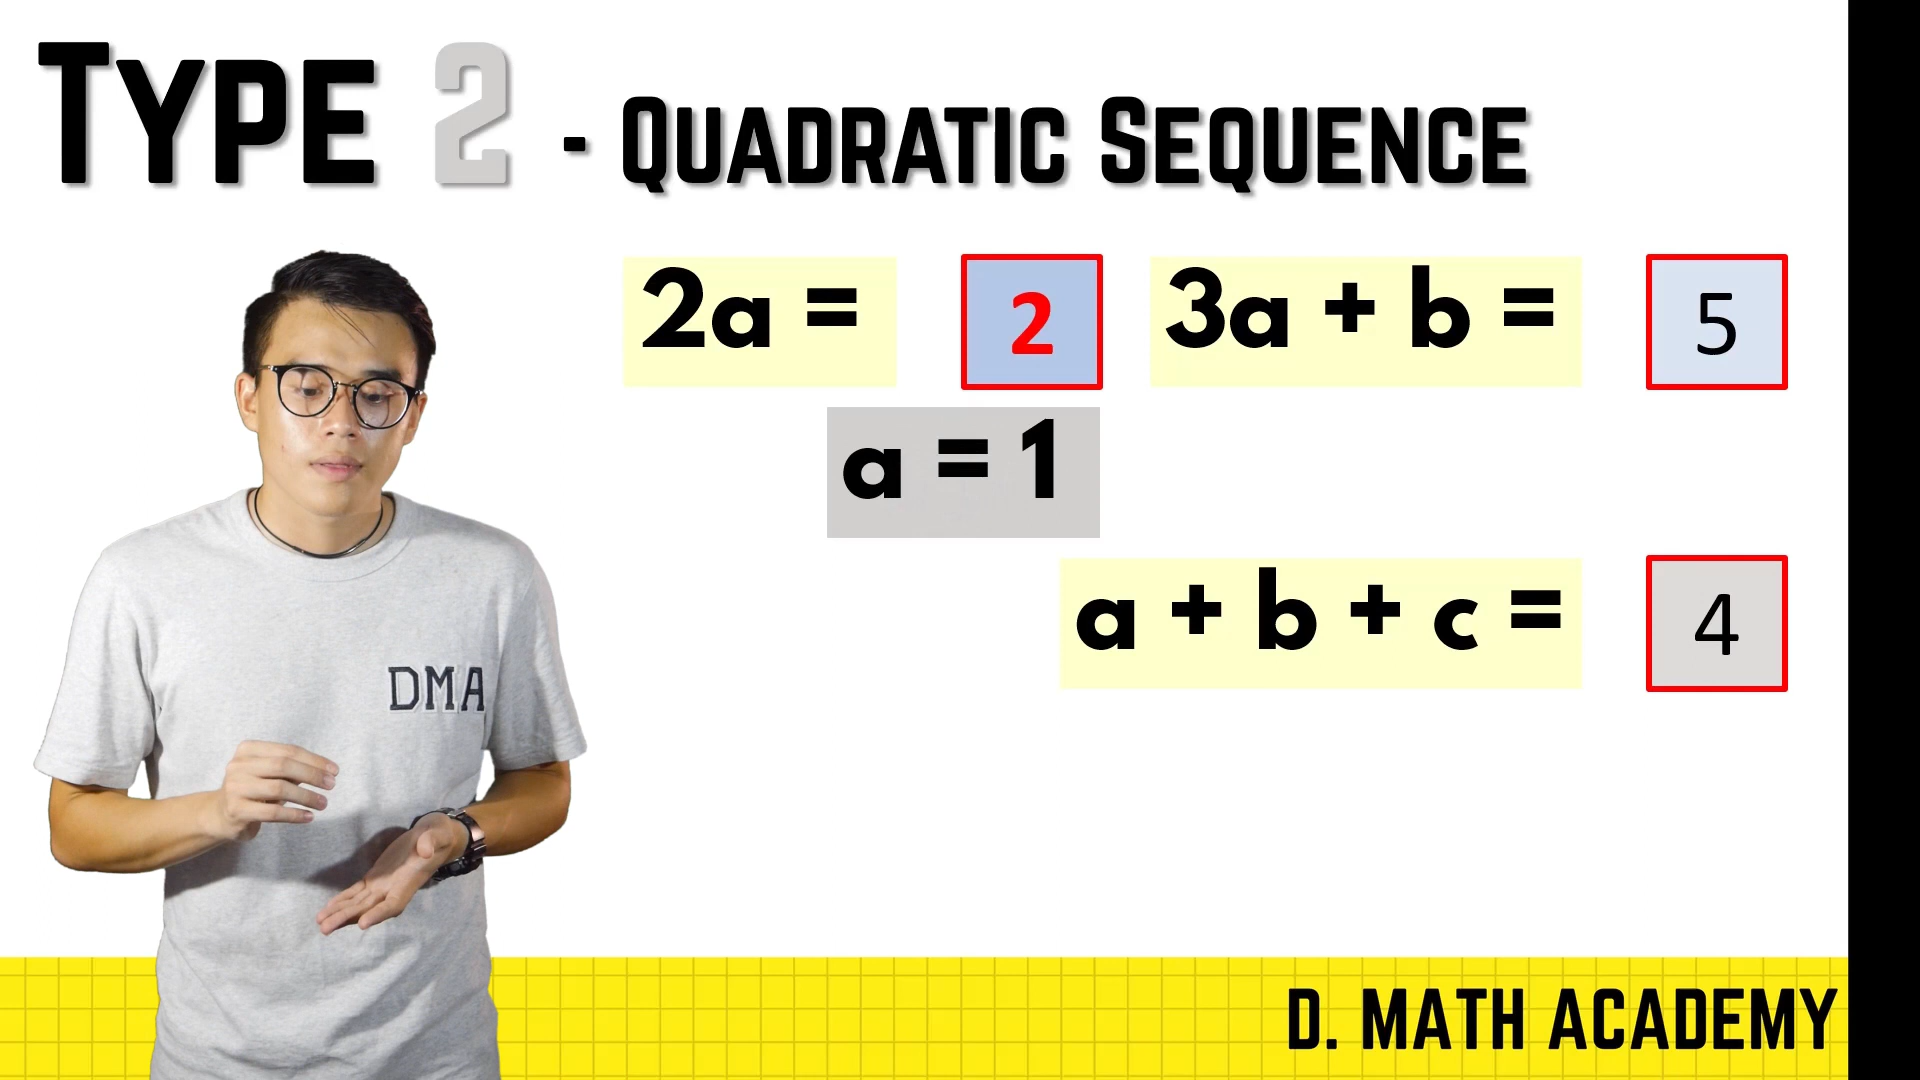 TYPE 2 - QUADRATIC SEQUENCE
2a = 2 3a + b = 5
a = 1
a + b + c = 4
DMA
D. MATH ACADEMY